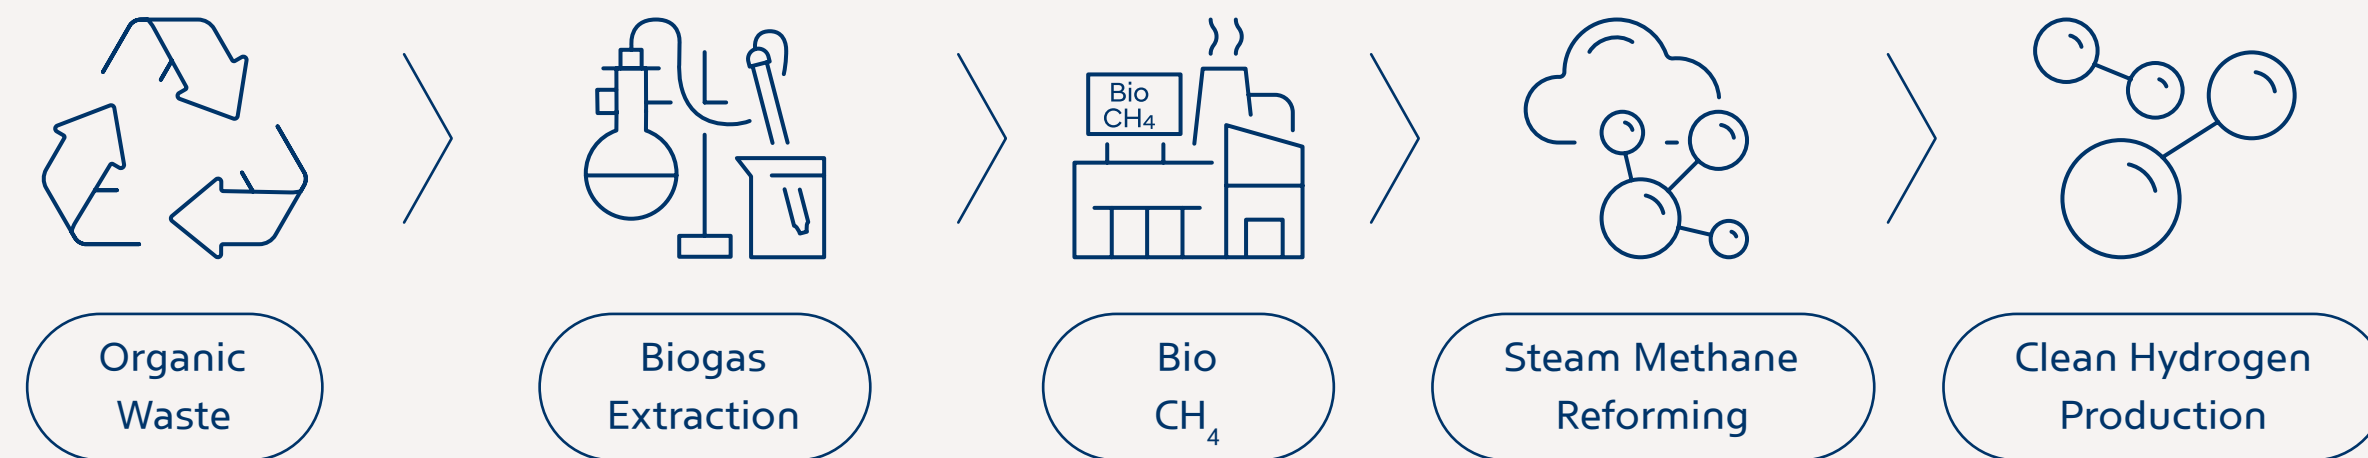 Bio
CH4
Organic
Waste
Biogas
Extraction
Bio
CH₄
Steam Methane
Reforming
Clean Hydrogen
Production